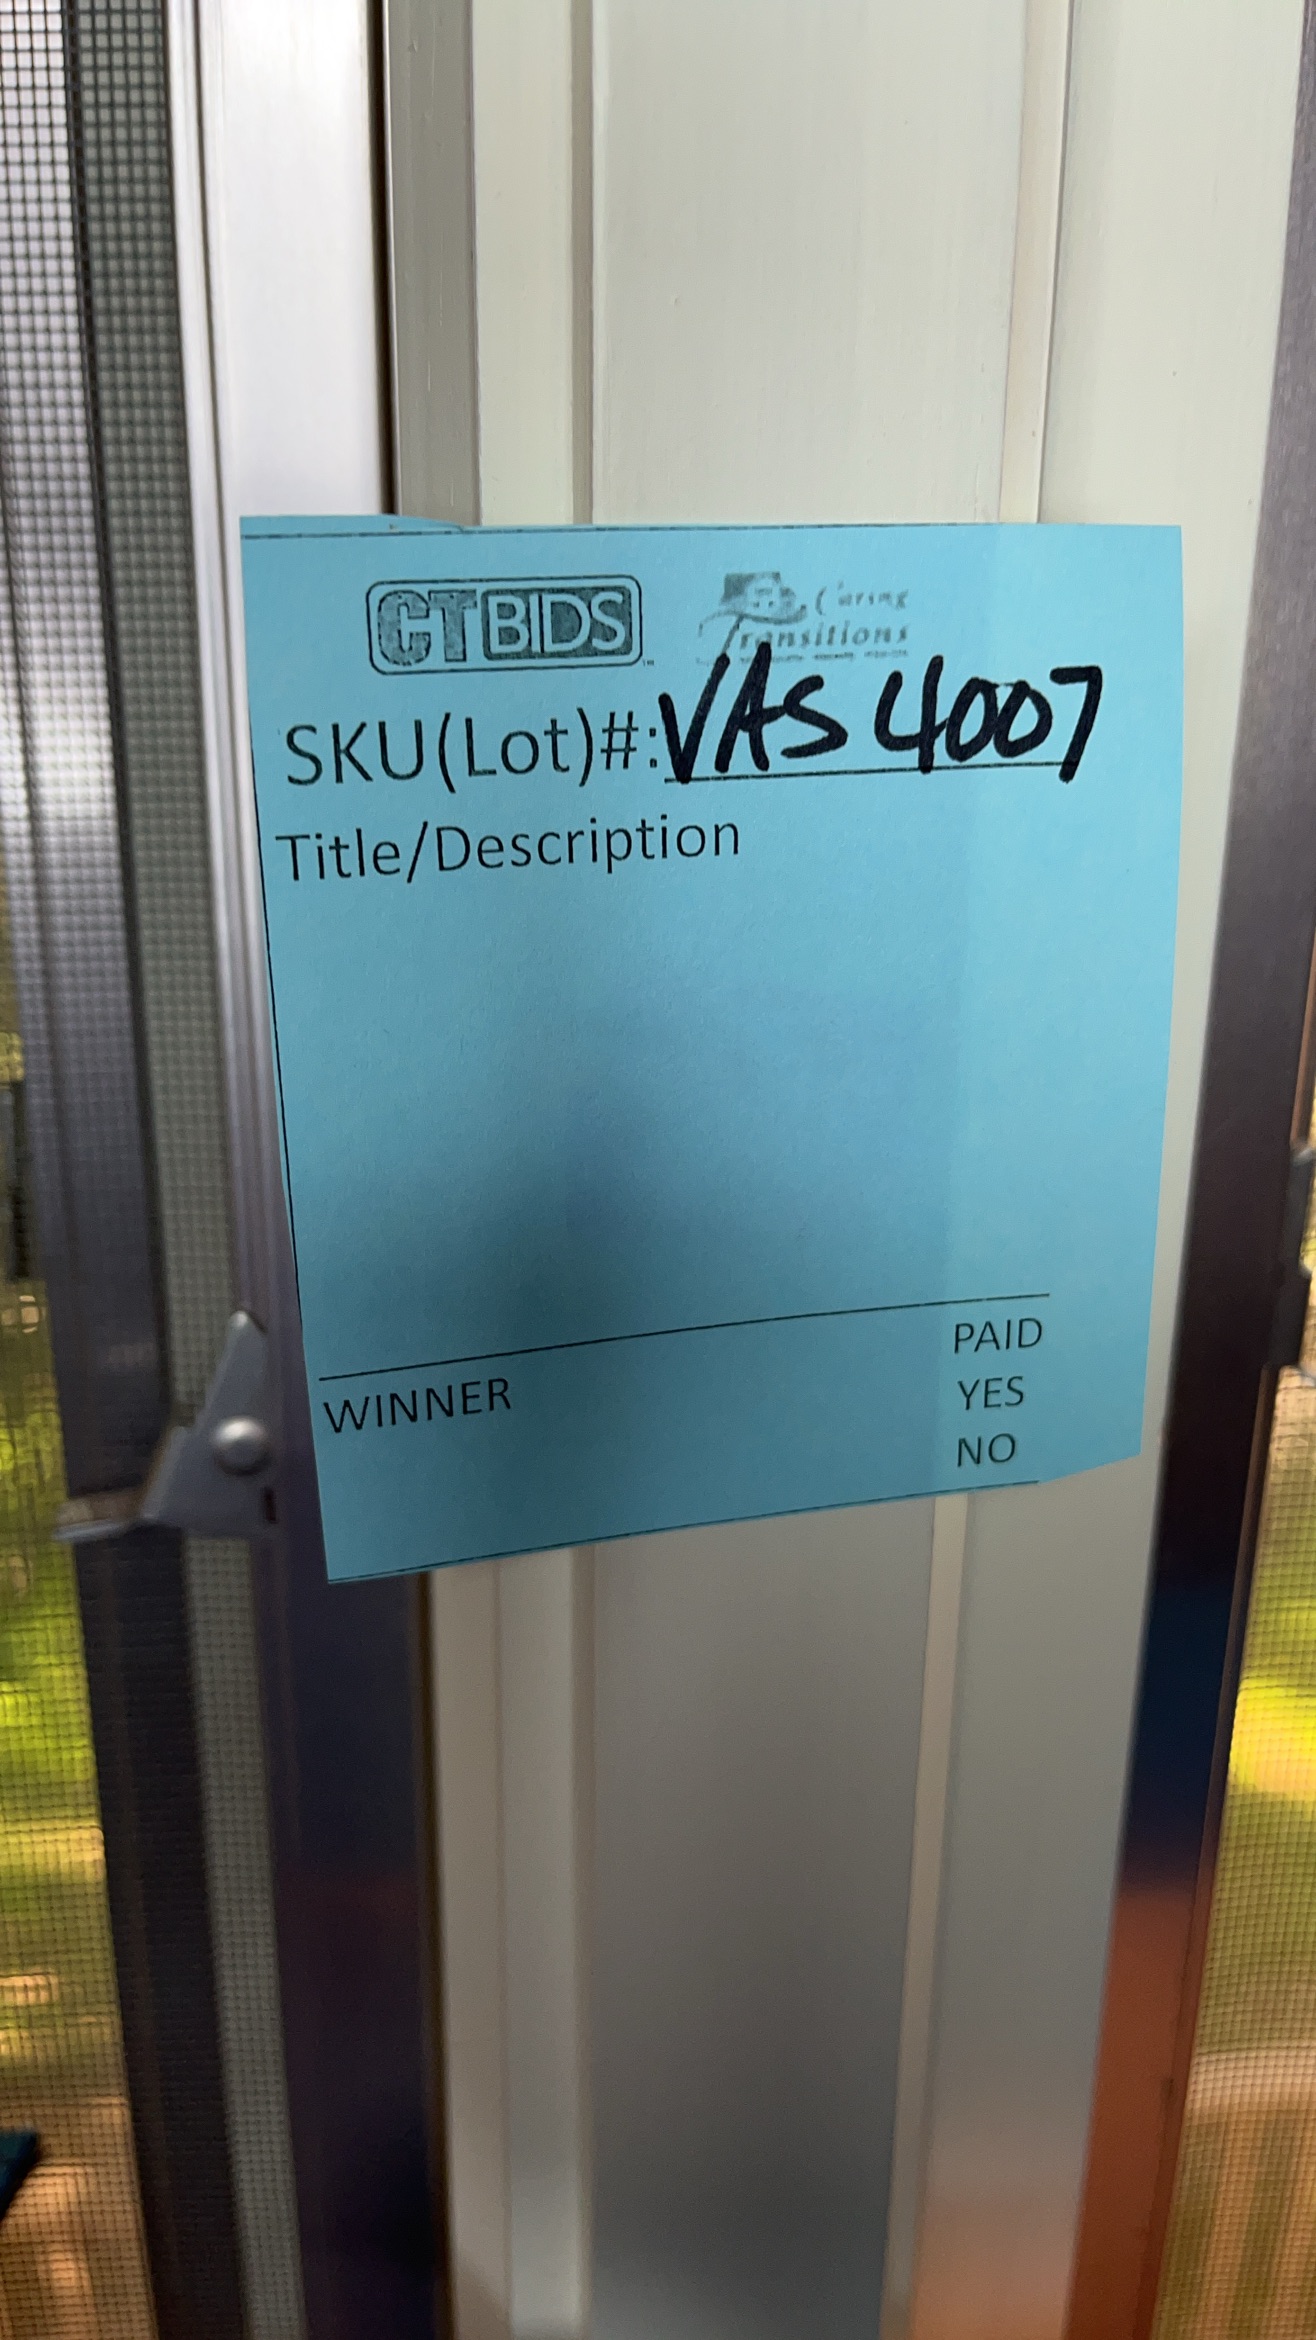 CTBIDS Caring
Transitions
SKU(Lot)#: VAS 4007
Title/Description
PAID
WINNER YES
NO